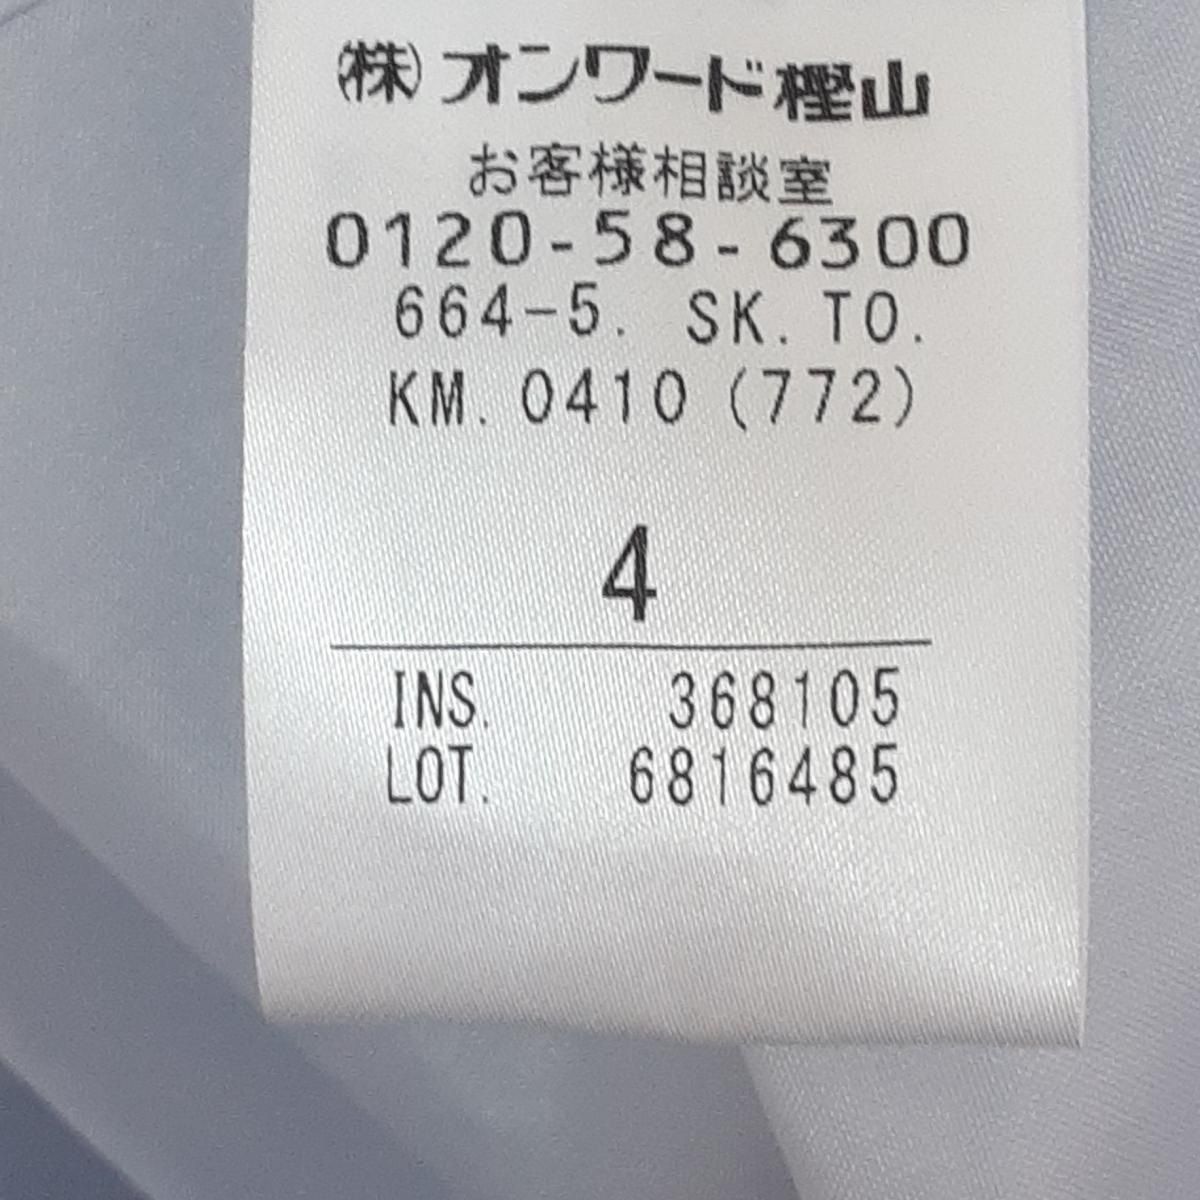 (株)オンワード樫山
お客様相談室
0120-58-6300
664-5. SK.TO.
KM.0410(772)
4
INS. 368105
LOT. 6816485